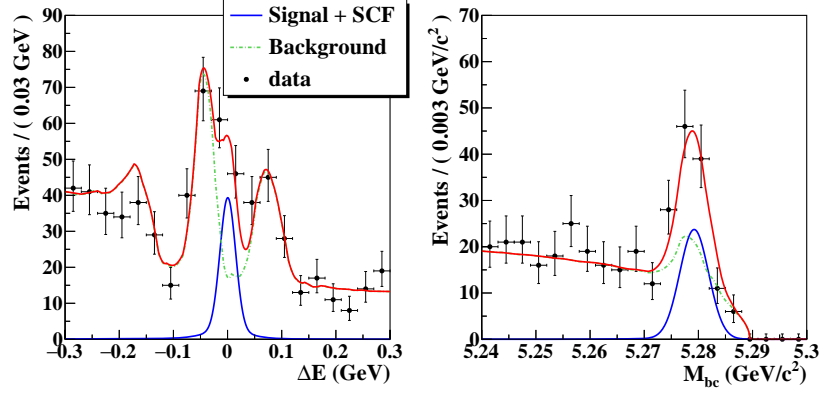 Signal + SCF
Background
data
Events / ( 0.03 GeV)
90
80
70
60
50
40
30
20
10
0
−0.3 −0.2 −0.1 0 0.1 0.2 0.3
ΔE (GeV)
Events / ( 0.003 GeV/c²)
70
60
50
40
30
20
10
0
5.24 5.25 5.26 5.27 5.28 5.29 5.3
M_bc (GeV/c²)